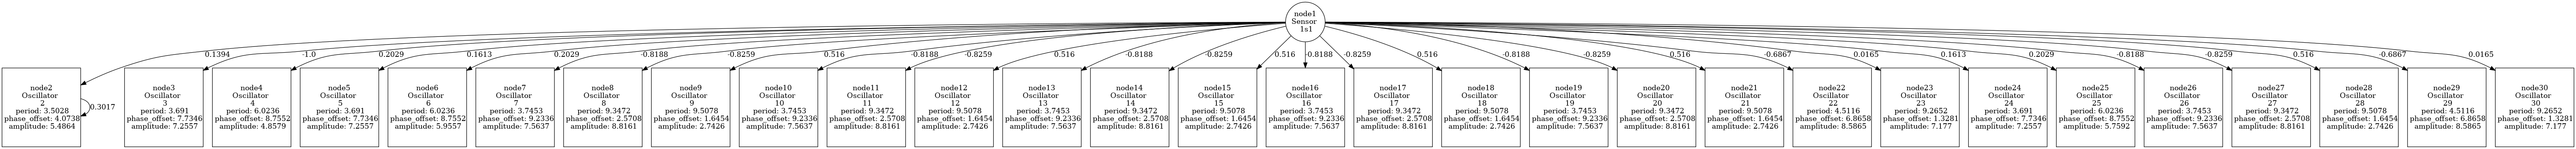 node1
Sensor
1s1
0.1394
-1.0
0.2029
0.1613
0.2029
-0.8188
-0.8259
0.516
-0.8188
-0.8259
0.516
-0.8188
-0.8259
0.516
-0.8188
-0.8259
0.516
-0.8188
-0.8259
0.516
-0.6867
0.0165
0.1613
0.2029
-0.8188
-0.8259
0.516
-0.6867
0.0165
node2
Oscillator
2
period: 3.5028
phase_offset: 4.0738
amplitude: 5.4864
0.3017
node3
Oscillator
3
period: 3.691
phase_offset: 7.7346
amplitude: 7.2557
node4
Oscillator
4
period: 6.0236
phase_offset: 8.7552
amplitude: 4.8579
node5
Oscillator
5
period: 3.691
phase_offset: 7.7346
amplitude: 7.2557
node6
Oscillator
6
period: 6.0236
phase_offset: 8.7552
amplitude: 5.9557
node7
Oscillator
7
period: 3.7453
phase_offset: 9.2336
amplitude: 7.5637
node8
Oscillator
8
period: 9.3472
phase_offset: 2.5708
amplitude: 8.8161
node9
Oscillator
9
period: 9.5078
phase_offset: 1.6454
amplitude: 2.7426
node10
Oscillator
10
period: 3.7453
phase_offset: 9.2336
amplitude: 7.5637
node11
Oscillator
11
period: 9.3472
phase_offset: 2.5708
amplitude: 8.8161
node12
Oscillator
12
period: 9.5078
phase_offset: 1.6454
amplitude: 2.7426
node13
Oscillator
13
period: 3.7453
phase_offset: 9.2336
amplitude: 7.5637
node14
Oscillator
14
period: 9.3472
phase_offset: 2.5708
amplitude: 8.8161
node15
Oscillator
15
period: 9.5078
phase_offset: 1.6454
amplitude: 2.7426
node16
Oscillator
16
period: 3.7453
phase_offset: 9.2336
amplitude: 7.5637
node17
Oscillator
17
period: 9.3472
phase_offset: 2.5708
amplitude: 8.8161
node18
Oscillator
18
period: 9.5078
phase_offset: 1.6454
amplitude: 2.7426
node19
Oscillator
19
period: 3.7453
phase_offset: 9.2336
amplitude: 7.5637
node20
Oscillator
20
period: 9.3472
phase_offset: 2.5708
amplitude: 8.8161
node21
Oscillator
21
period: 9.5078
phase_offset: 1.6454
amplitude: 2.7426
node22
Oscillator
22
period: 4.5116
phase_offset: 6.8658
amplitude: 8.5865
node23
Oscillator
23
period: 9.2652
phase_offset: 1.3281
amplitude: 7.177
node24
Oscillator
24
period: 3.691
phase_offset: 7.7346
amplitude: 7.2557
node25
Oscillator
25
period: 6.0236
phase_offset: 8.7552
amplitude: 5.7592
node26
Oscillator
26
period: 3.7453
phase_offset: 9.2336
amplitude: 7.5637
node27
Oscillator
27
period: 9.3472
phase_offset: 2.5708
amplitude: 8.8161
node28
Oscillator
28
period: 9.5078
phase_offset: 1.6454
amplitude: 2.7426
node29
Oscillator
29
period: 4.5116
phase_offset: 6.8658
amplitude: 8.5865
node30
Oscillator
30
period: 9.2652
phase_offset: 1.3281
amplitude: 7.177